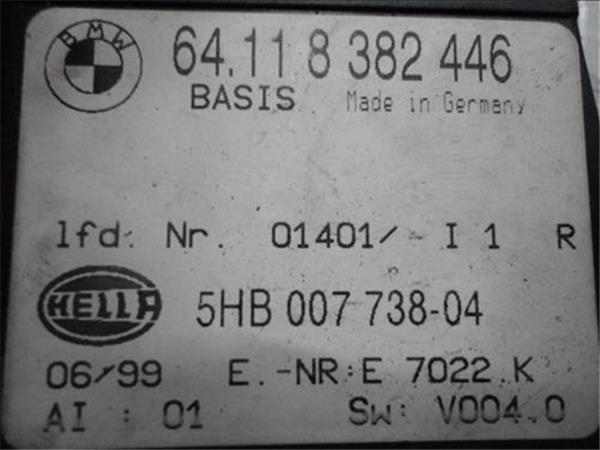 BMW
64.11 8 382 446
BASIS Made in Germany
lfd. Nr. 01401/ - I 1 R
HELLA 5HB 007 738-04
06/99 E.-NR:E 7022.K
AI : 01 Sw: V004.0